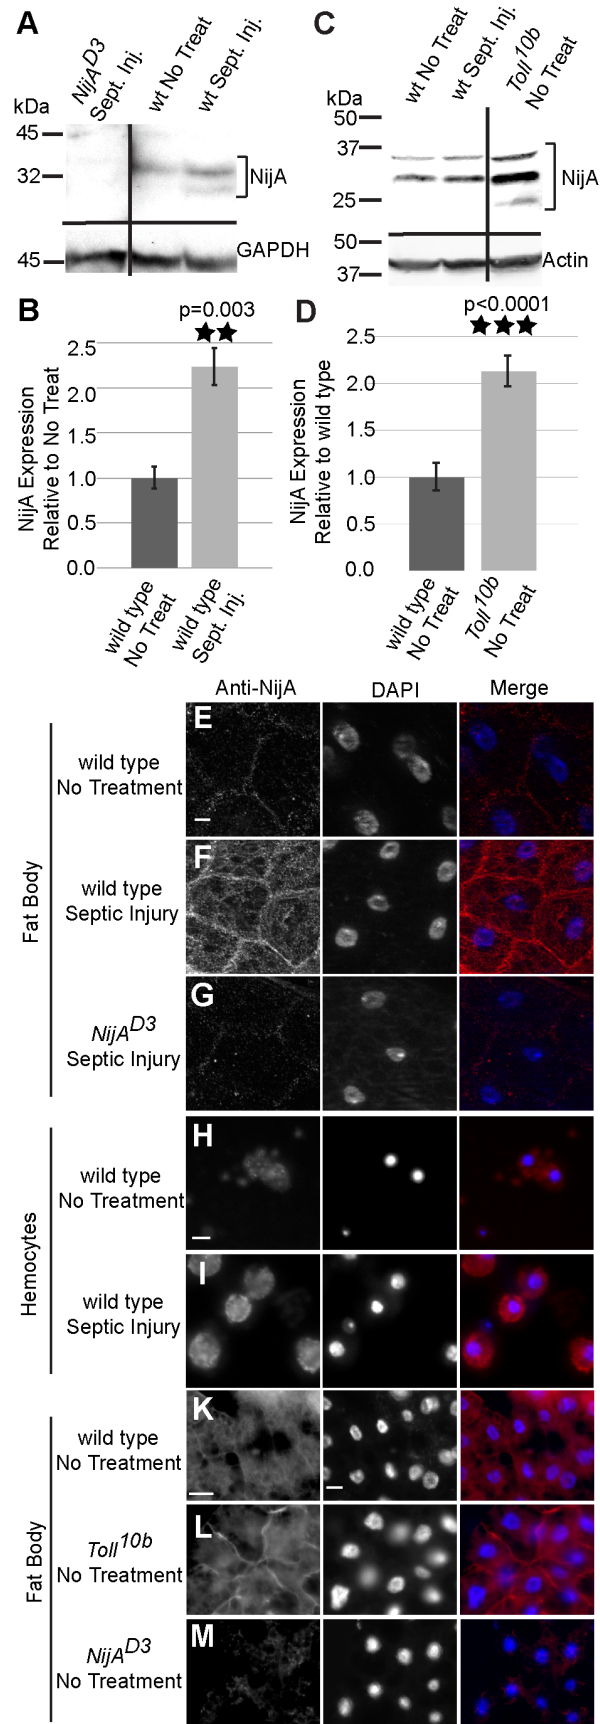 A
NijA^D3
Sept. Inj.
wt No Treat
wt Sept. Inj.
kDa
45
32
NijA
45
GAPDH
C
wt No Treat
wt Sept. Inj.
Toll^10b
No Treat
kDa
50
37
25
NijA
50
37
Actin
B
p=0.003
NijA Expression
Relative to No Treat
2.5
2.0
1.5
1.0
0.5
0.0
wild type
No Treat
wild type
Sept. Inj.
D
p<0.0001
NijA Expression
Relative to wild type
2.5
2.0
1.5
1.0
0.5
0.0
wild type
No Treat
Toll^10b
No Treat
Anti-NijA
DAPI
Merge
Fat Body
wild type
No Treatment
E
wild type
Septic Injury
F
NijA^D3
Septic Injury
G
Hemocytes
wild type
No Treatment
H
wild type
Septic Injury
I
Fat Body
wild type
No Treatment
K
Toll^10b
No Treatment
L
NijA^D3
No Treatment
M